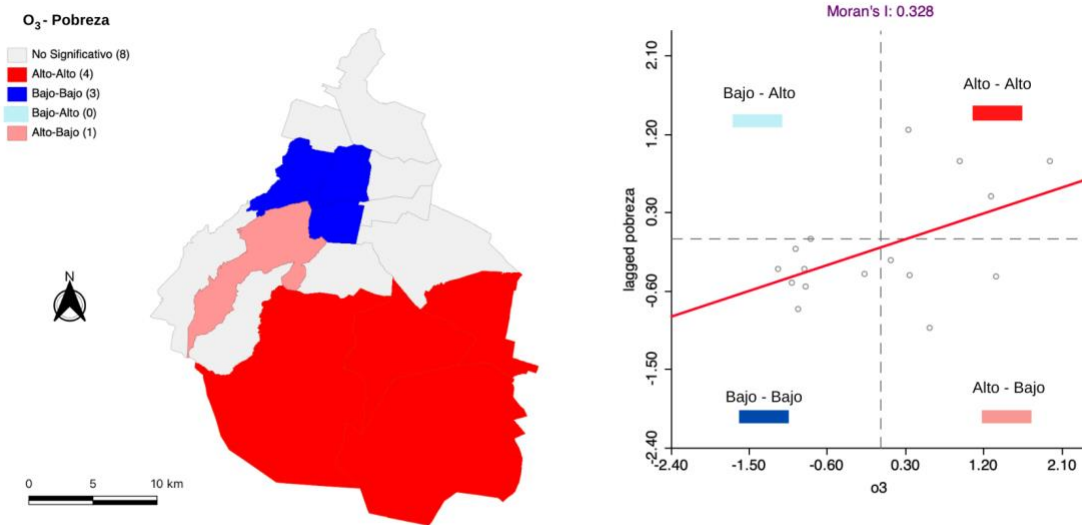 O3 - Pobreza
No Significativo (8)
Alto-Alto (4)
Bajo-Bajo (3)
Bajo-Alto (0)
Alto-Bajo (1)
N
0 5 10 km
Moran's I: 0.328
Bajo - Alto
Alto - Alto
Bajo - Bajo
Alto - Bajo
lagged pobreza
2.10
1.20
0.30
-0.60
-1.50
-2.40
-2.40 -1.50 -0.60 0.30 1.20 2.10
o3